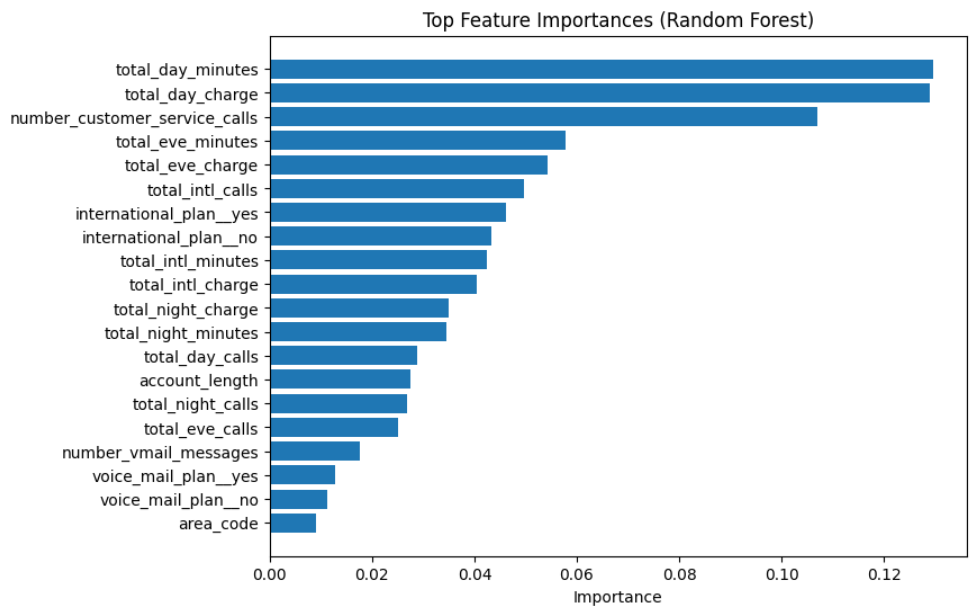 Top Feature Importances (Random Forest)
total_day_minutes
total_day_charge
number_customer_service_calls
total_eve_minutes
total_eve_charge
total_intl_calls
international_plan__yes
international_plan__no
total_intl_minutes
total_intl_charge
total_night_charge
total_night_minutes
total_day_calls
account_length
total_night_calls
total_eve_calls
number_vmail_messages
voice_mail_plan__yes
voice_mail_plan__no
area_code
0.00 0.02 0.04 0.06 0.08 0.10 0.12
Importance